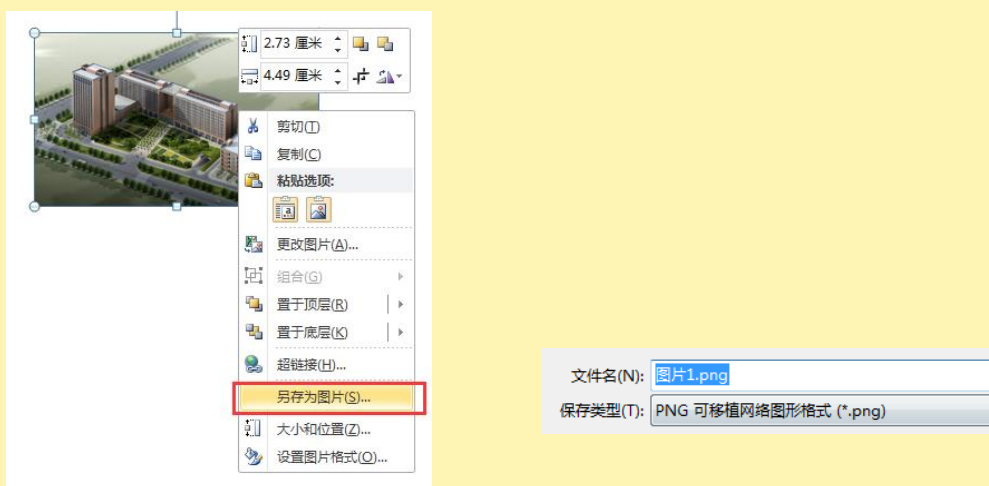 2.73 厘米
4.49 厘米
剪切(T)
复制(C)
粘贴选项:
a
更改图片(A)...
组合(G)
置于顶层(R)
置于底层(K)
超链接(H)...
另存为图片(S)...
大小和位置(Z)...
设置图片格式(O)...
文件名(N): 图片1.png
保存类型(T): PNG 可移植网络图形格式 (*.png)